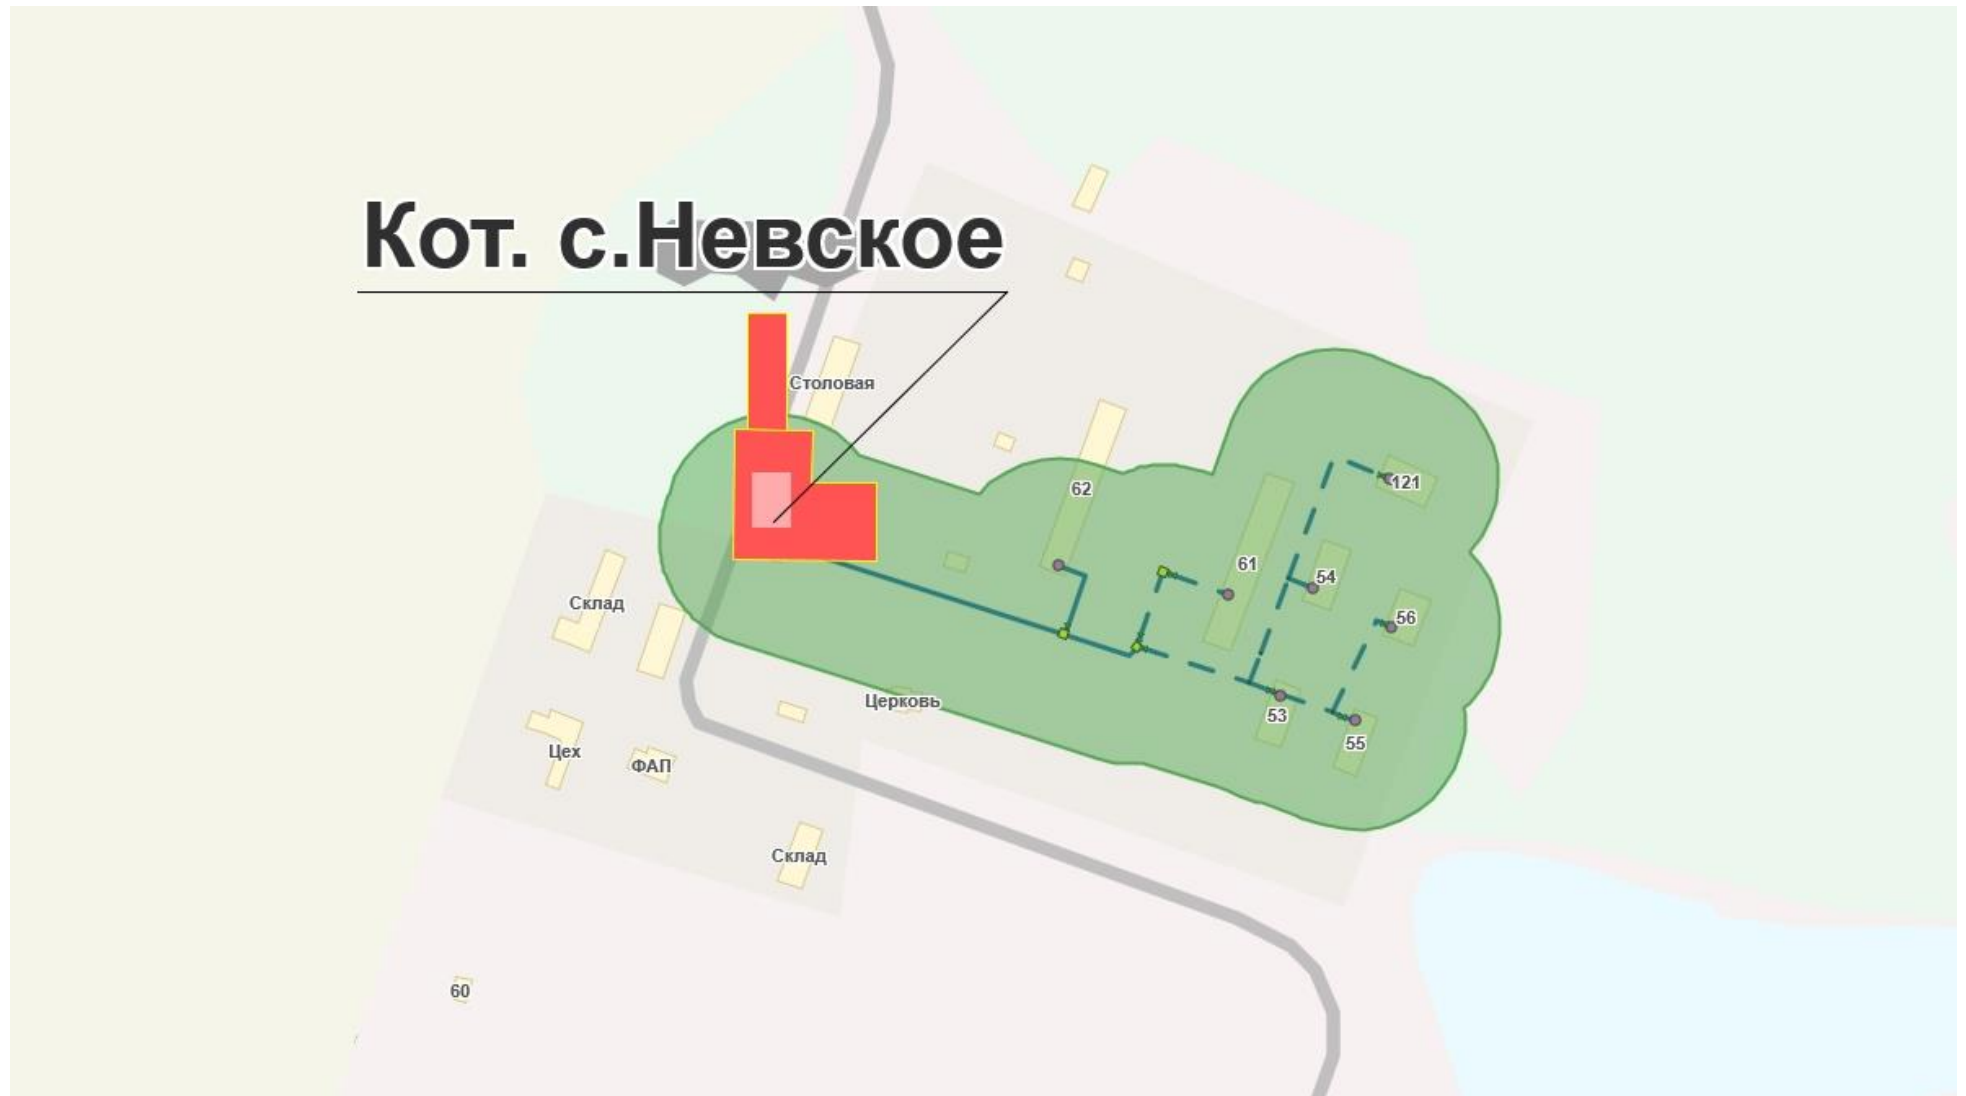 Кот. с.Невское
Столовая
121
62
61
54
Склад
56
Церковь
53
55
Цех
ФАП
Склад
60